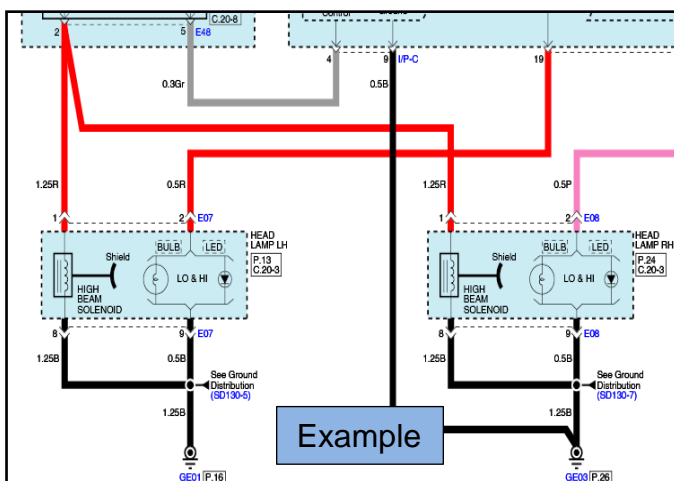 Control
Ground
C.20-8
2
5
E48
4
9
I/P-C
19
0.3Gr
0.5B
1.25R
0.5R
1.25R
0.5P
1
2
E07
1
2
E08
HEAD
LAMP LH
P.13
C.20-3
BULB
LED
Shield
LO & HI
HIGH
BEAM
SOLENOID
HEAD
LAMP RH
P.24
C.20-3
BULB
LED
Shield
LO & HI
HIGH
BEAM
SOLENOID
8
9
E07
8
9
E08
1.25B
0.5B
1.25B
0.5B
See Ground
Distribution
(SD130-5)
See Ground
Distribution
(SD130-7)
1.25B
1.25B
Example
GE01
P.16
GE03
P.26